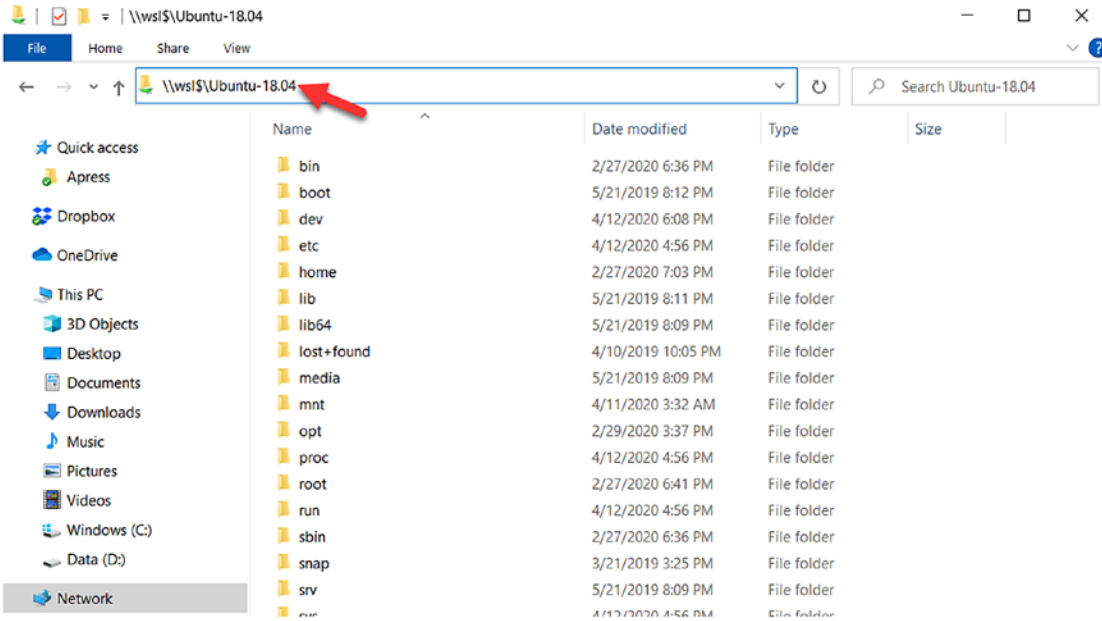 \\wsl$\Ubuntu-18.04
File Home Share View ?
\\wsl$\Ubuntu-18.04 Search Ubuntu-18.04
Name Date modified Type Size
Quick access
Apress
Dropbox
OneDrive
This PC
3D Objects
Desktop
Documents
Downloads
Music
Pictures
Videos
Windows (C:)
Data (D:)
Network
bin 2/27/2020 6:36 PM File folder
boot 5/21/2019 8:12 PM File folder
dev 4/12/2020 6:08 PM File folder
etc 4/12/2020 4:56 PM File folder
home 2/27/2020 7:03 PM File folder
lib 5/21/2019 8:11 PM File folder
lib64 5/21/2019 8:09 PM File folder
lost+found 4/10/2019 10:05 PM File folder
media 5/21/2019 8:09 PM File folder
mnt 4/11/2020 3:32 AM File folder
opt 2/29/2020 3:37 PM File folder
proc 4/12/2020 4:56 PM File folder
root 2/27/2020 6:41 PM File folder
run 4/12/2020 4:56 PM File folder
sbin 2/27/2020 6:36 PM File folder
snap 3/21/2019 3:25 PM File folder
srv 5/21/2019 8:09 PM File folder
4/12/2020 4:56 PM File folder